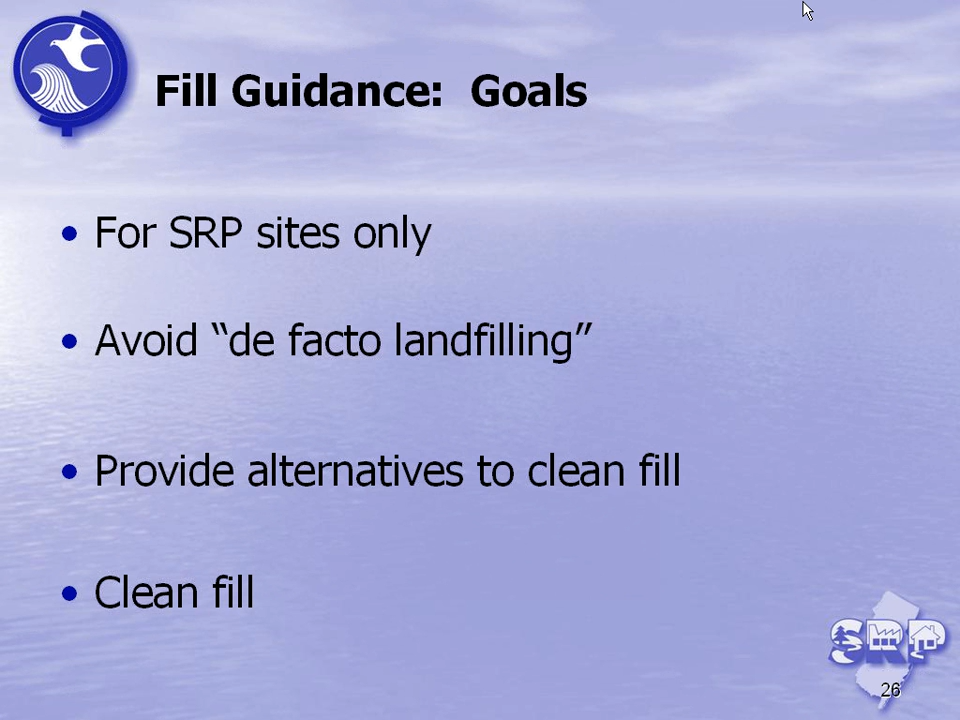 Fill Guidance: Goals
• For SRP sites only
• Avoid “de facto landfilling”
• Provide alternatives to clean fill
• Clean fill
SRP
26